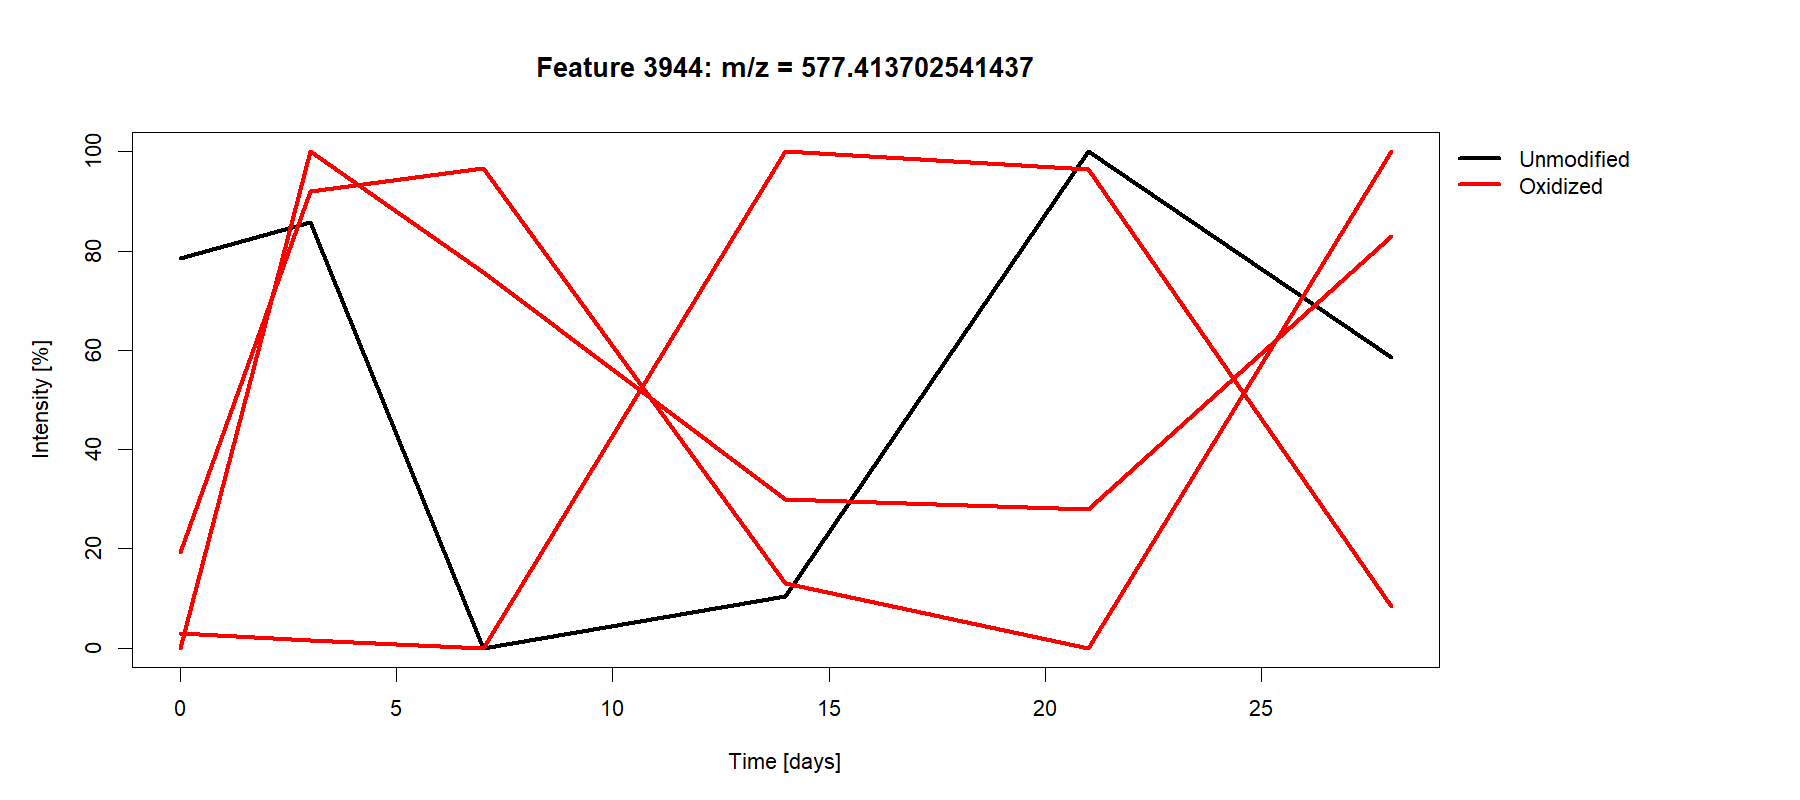 Feature 3944: m/z = 577.413702541437
Unmodified
Oxidized
Intensity [%]
100
80
60
40
20
0
0 5 10 15 20 25
Time [days]